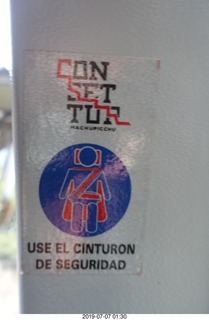 CON
SET
TUR
MACHUPICCHU
USE EL CINTURON
DE SEGURIDAD
2019-07-07 01:30